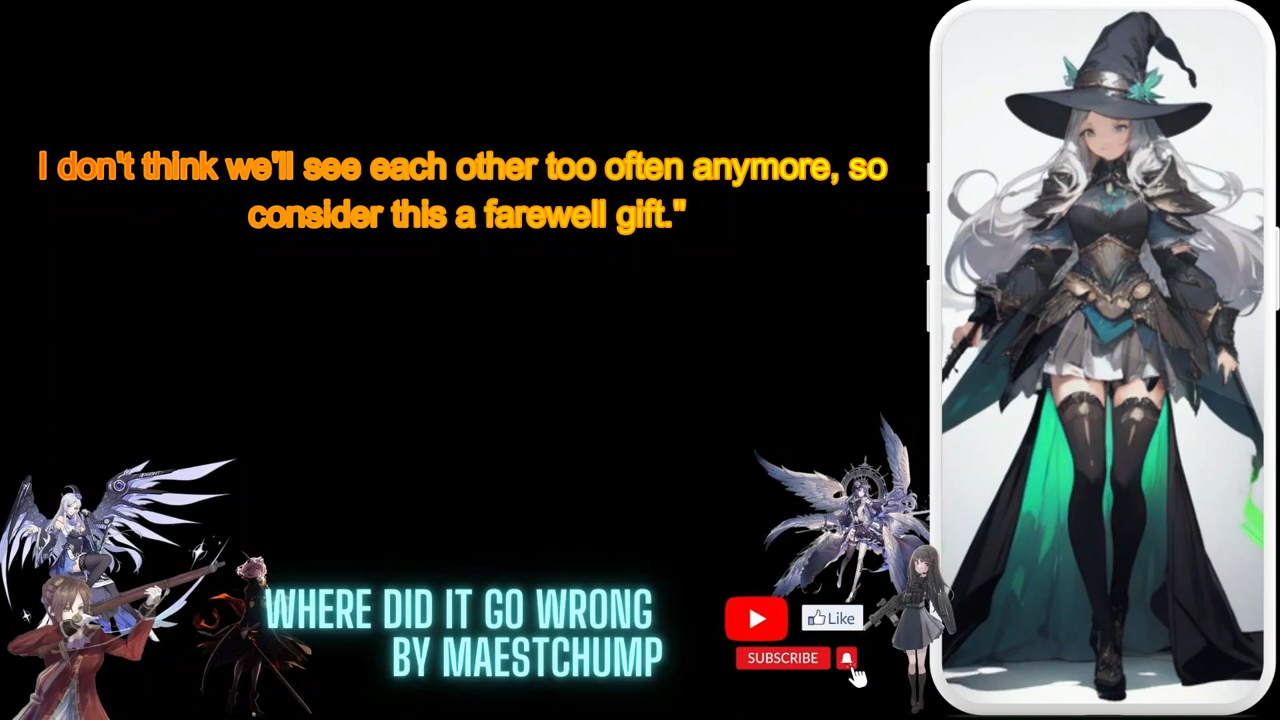 I don't think we'll see each other too often anymore, so
consider this a farewell gift."
WHERE DID IT GO WRONG
BY MAESTCHUMP
Like
SUBSCRIBE